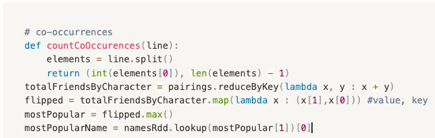 # co-occurrences
def countCoOccurences(line):
    elements = line.split()
    return (int(elements[0]), len(elements) - 1)
totalFriendsByCharacter = pairings.reduceByKey(lambda x, y : x + y)
flipped = totalFriendsByCharacter.map(lambda x : (x[1],x[0])) #value, key
mostPopular = flipped.max()
mostPopularName = namesRdd.lookup(mostPopular[1])[0]